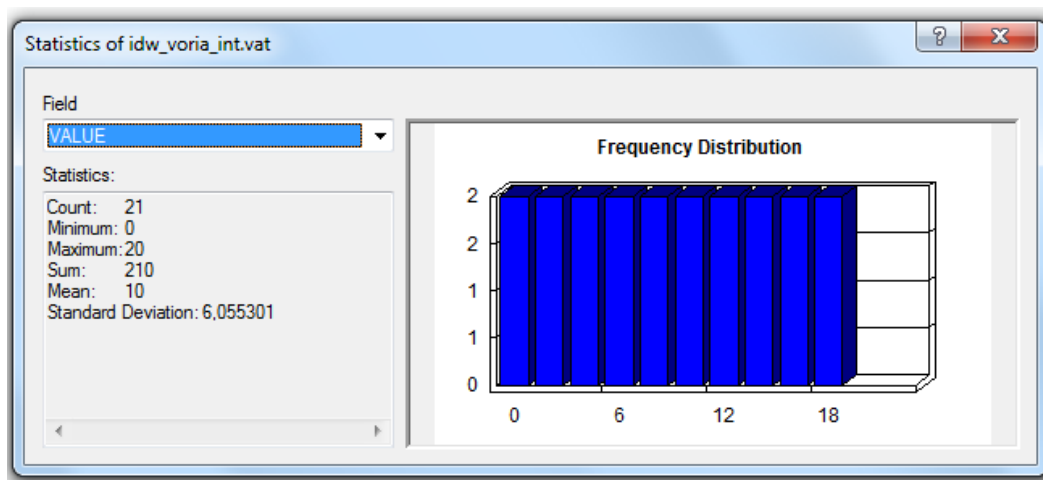 Statistics of idw_voria_int.vat
Field
VALUE
Statistics:
Count: 21
Minimum: 0
Maximum: 20
Sum: 210
Mean: 10
Standard Deviation: 6,055301
Frequency Distribution
2
2
1
1
0
0 6 12 18